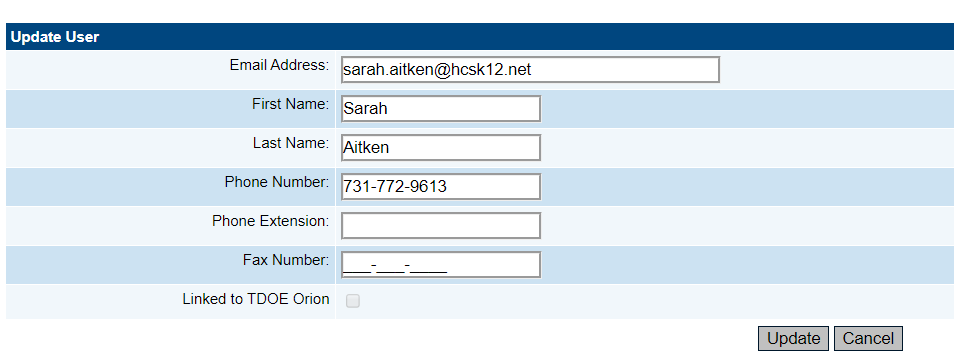 Update User
Email Address: sarah.aitken@hcsk12.net
First Name: Sarah
Last Name: Aitken
Phone Number: 731-772-9613
Phone Extension:
Fax Number: ___-___-____
Linked to TDOE Orion
Update Cancel